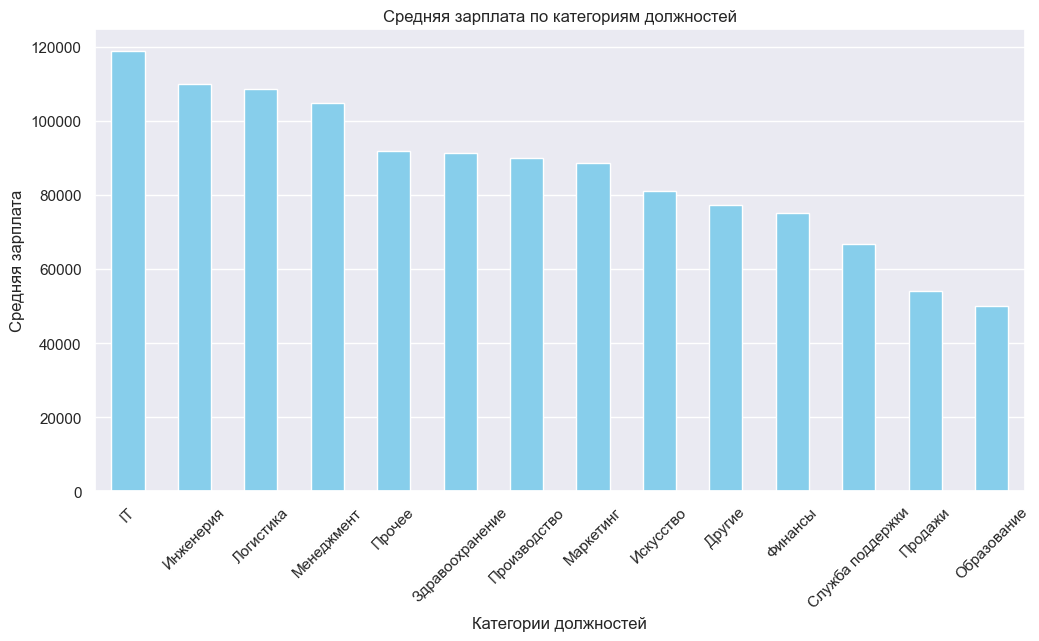 Средняя зарплата по категориям должностей
Средняя зарплата
120000
100000
80000
60000
40000
20000
0
IT
Инженерия
Логистика
Менеджмент
Прочее
Здравоохранение
Производство
Маркетинг
Искусство
Другие
Финансы
Служба поддержки
Продажи
Образование
Категории должностей